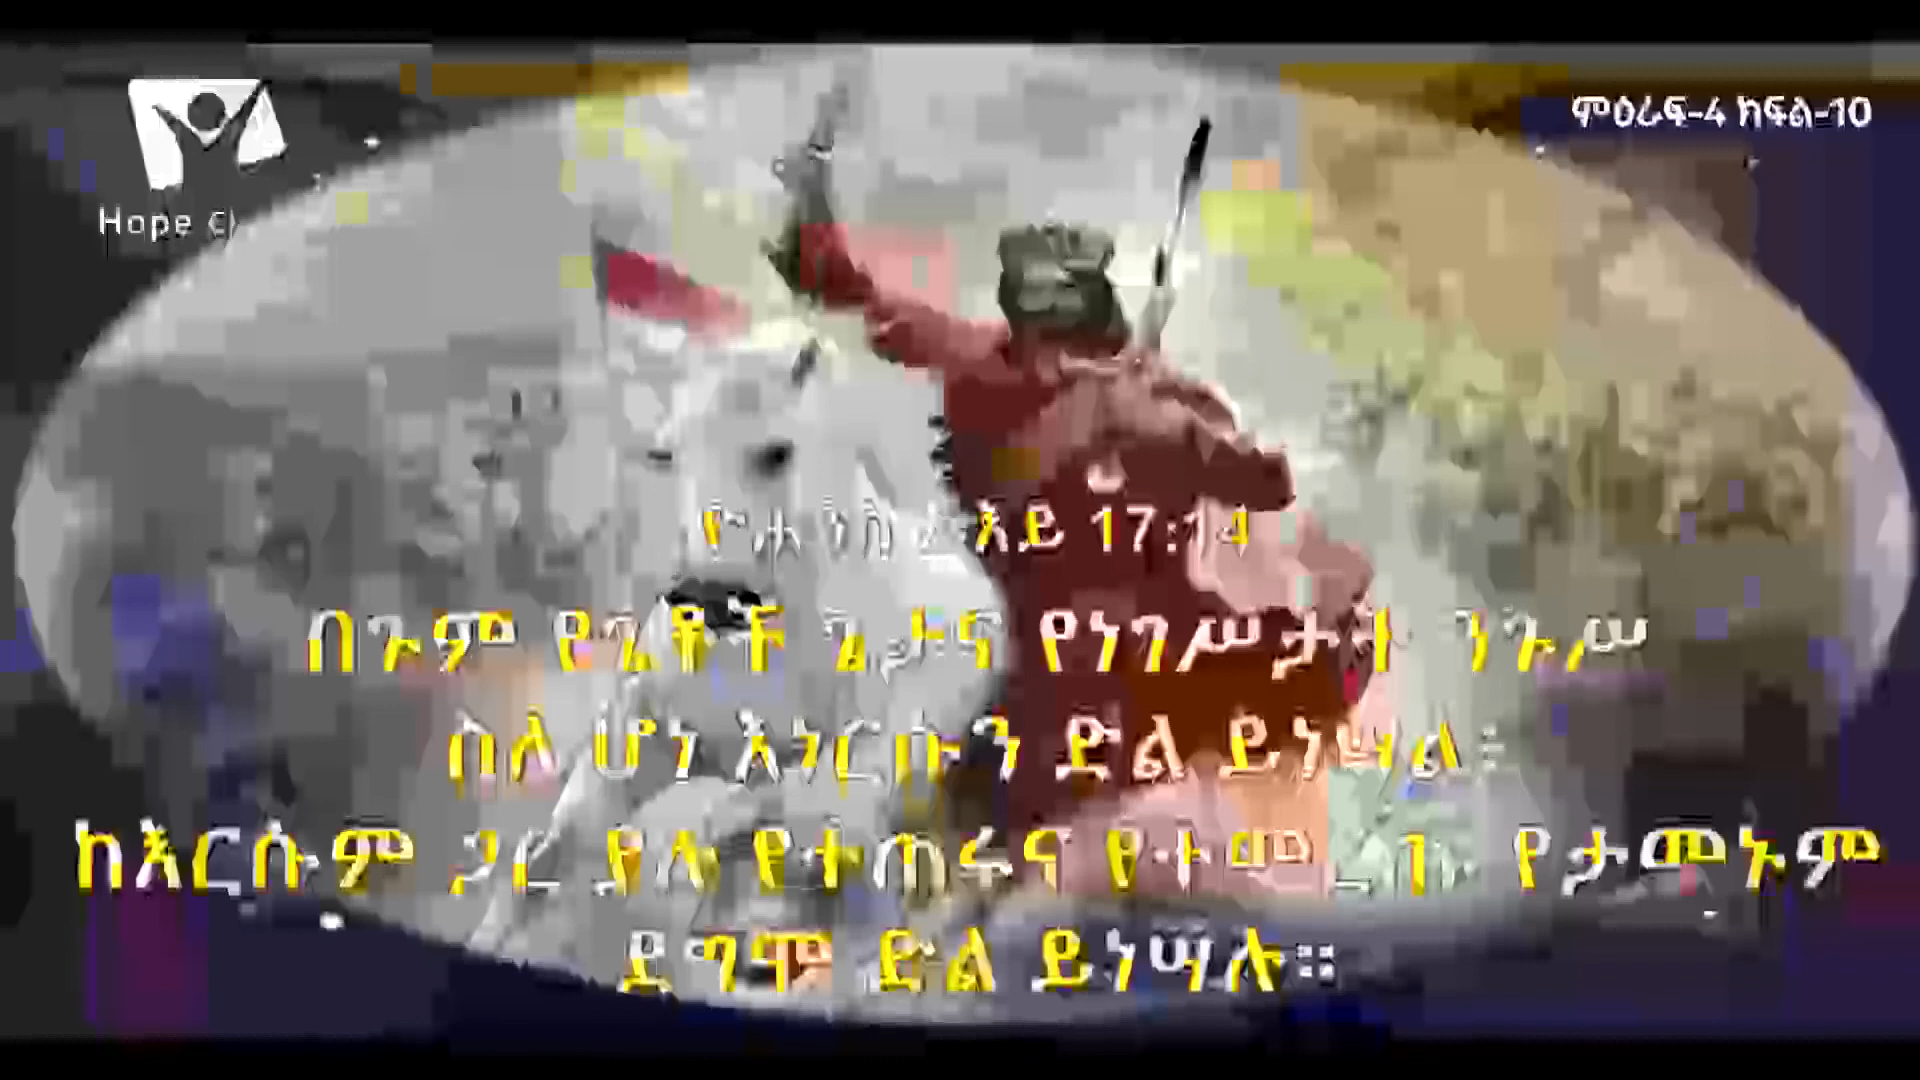 ምዕራፍ-4 ክፍል-10
Hope
ዮሐንስ ራእይ 17:14
በጉም የጌቶች ጌታና የነገሥታት ንጉሥ
ስለ ሆነ እነርሱን ድል ይነሣል፥
ከእርሱም ጋር ያሉ የተጠሩና የተመረጡ የታመኑም
ደግሞ ድል ይነሣሉ።